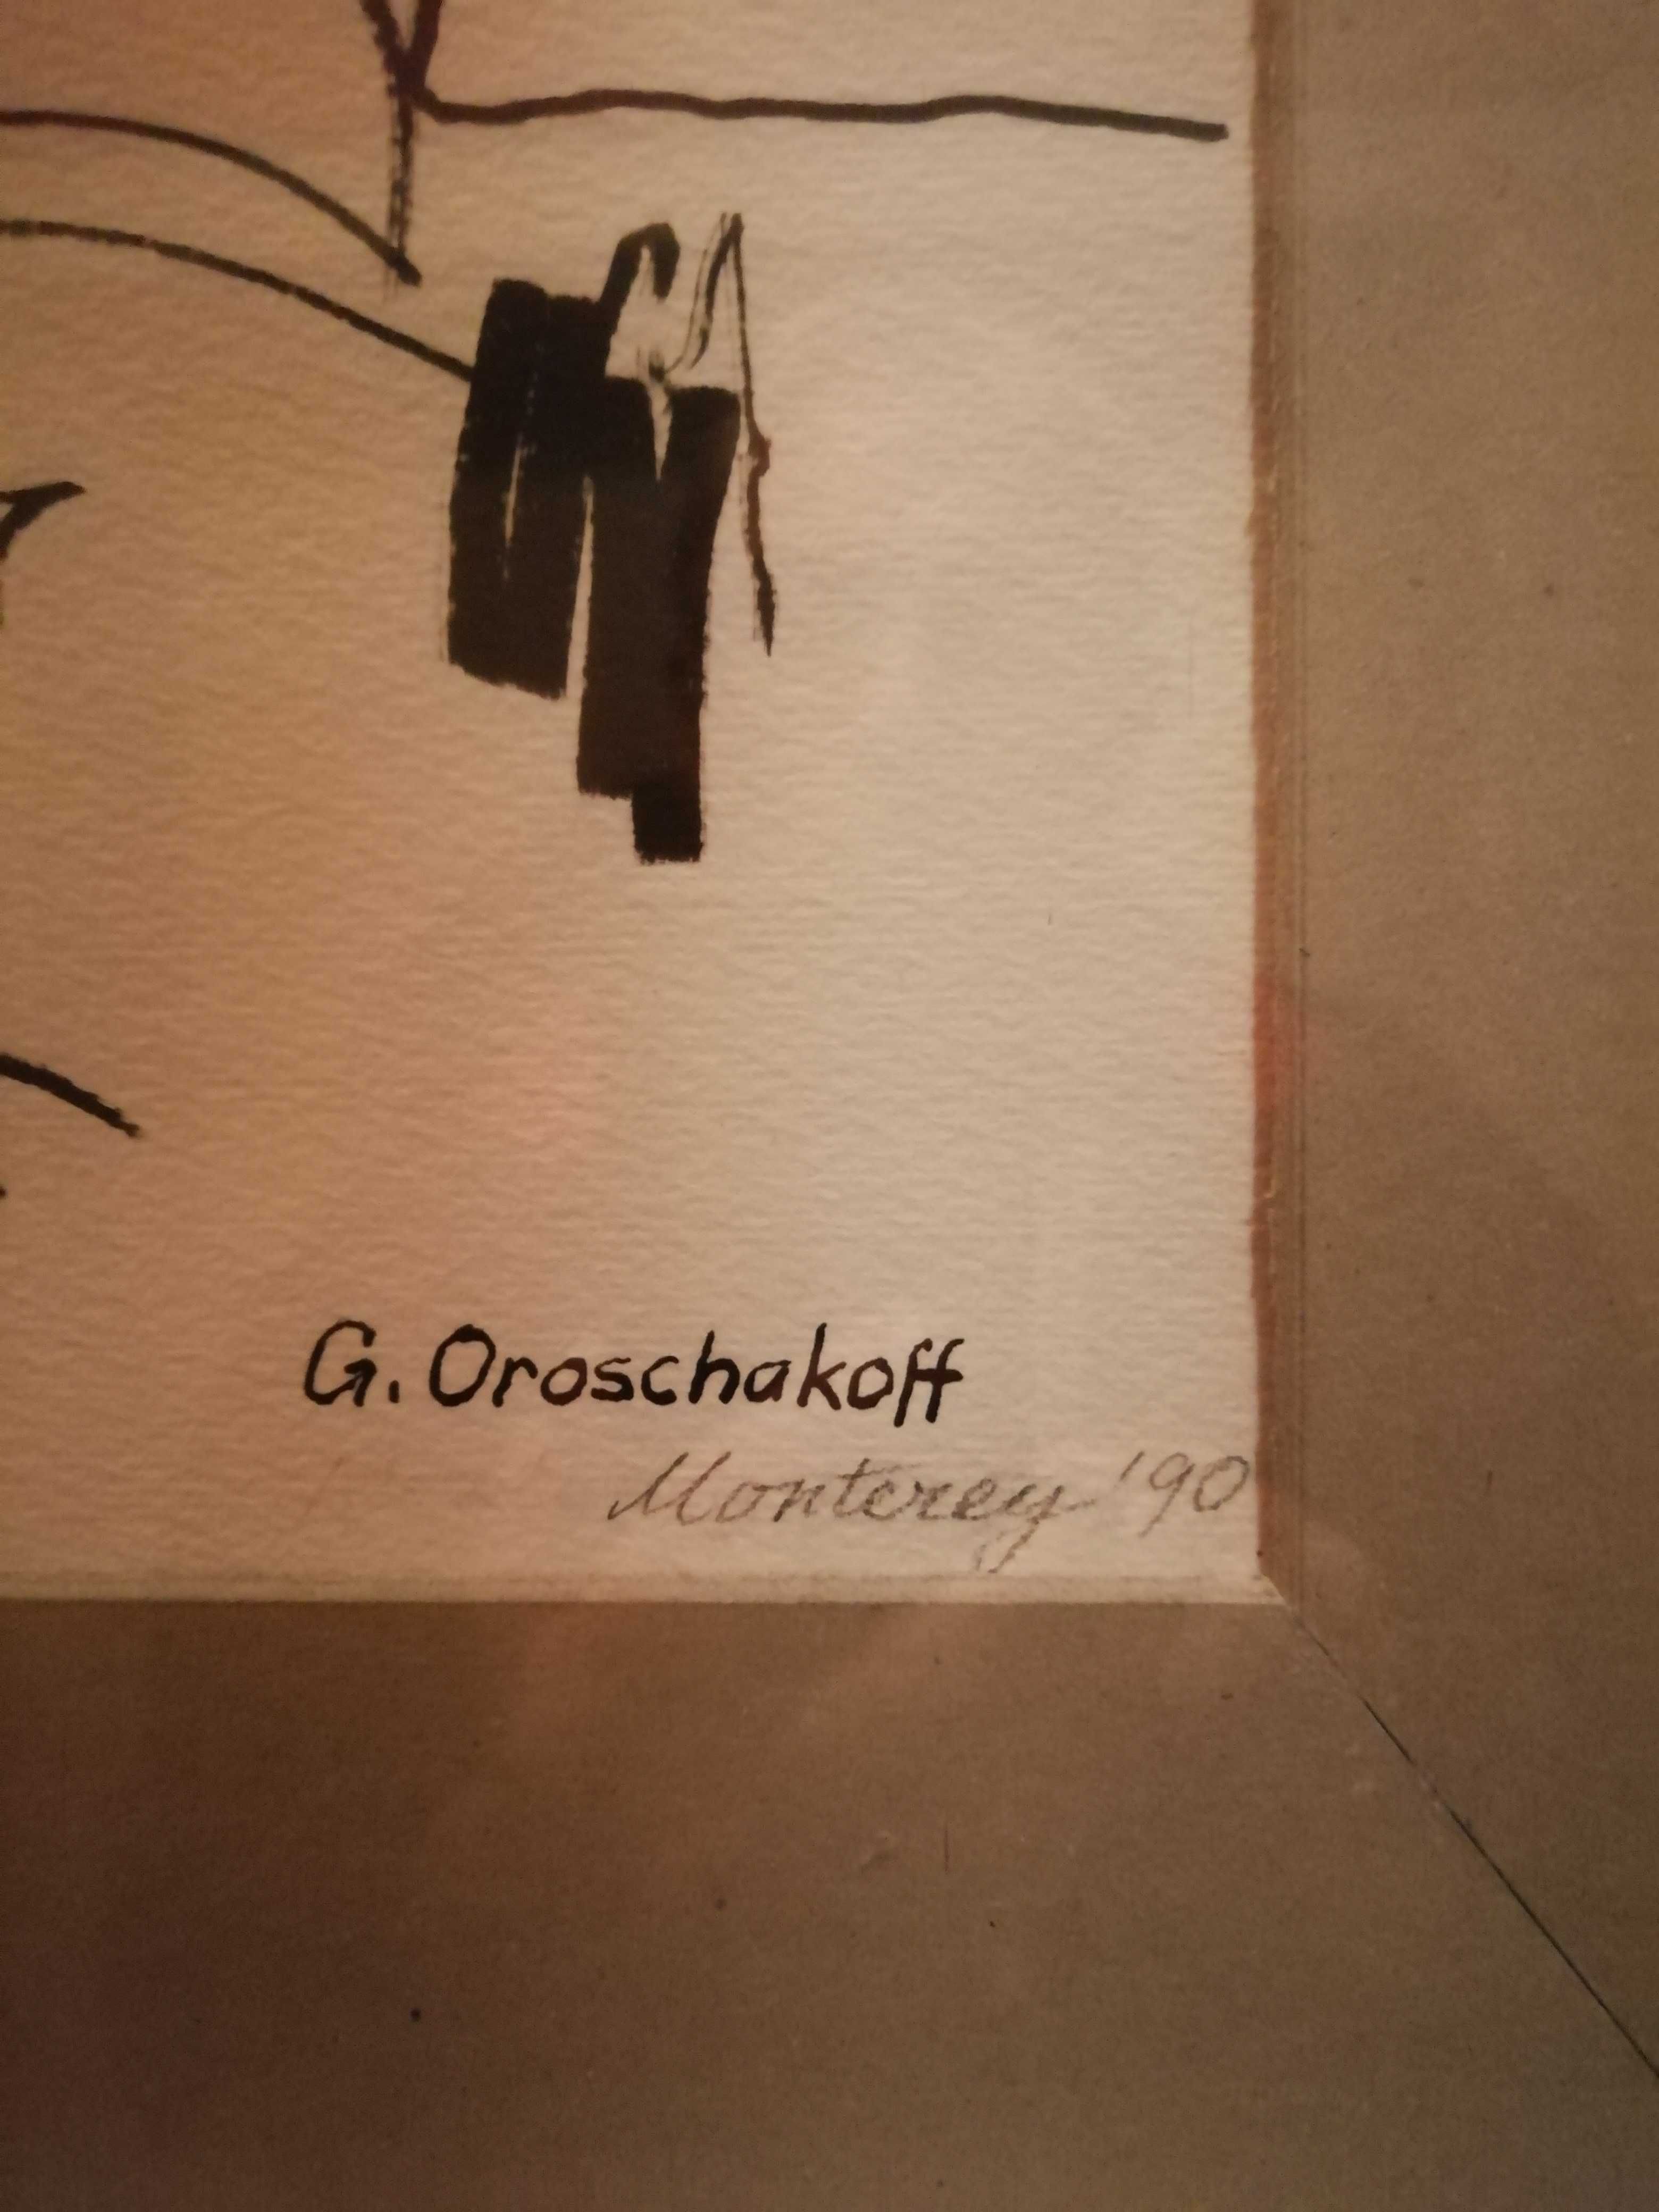 G. Oroschakoff
Monterey '90